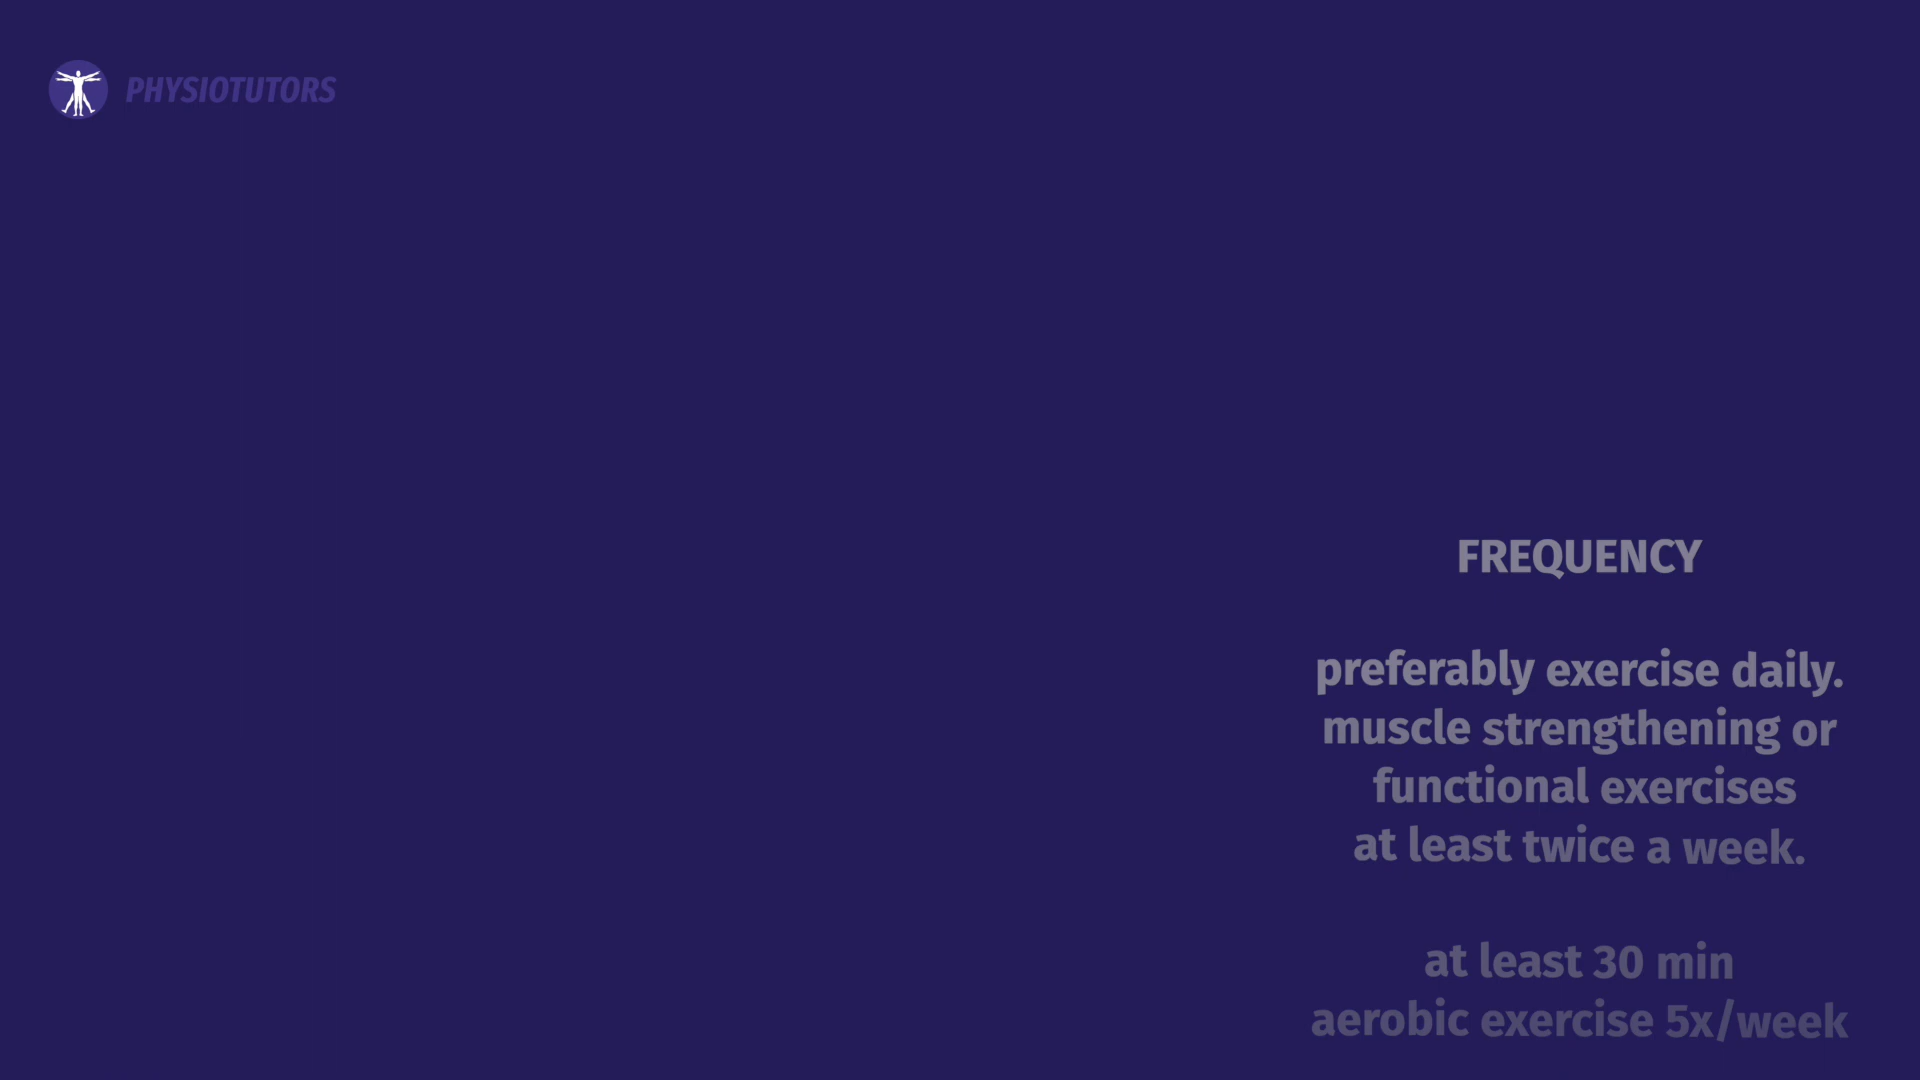 PHYSIOTUTORS
FREQUENCY
preferably exercise daily.
muscle strengthening or
functional exercises
at least twice a week.
at least 30 min
aerobic exercise 5x/week